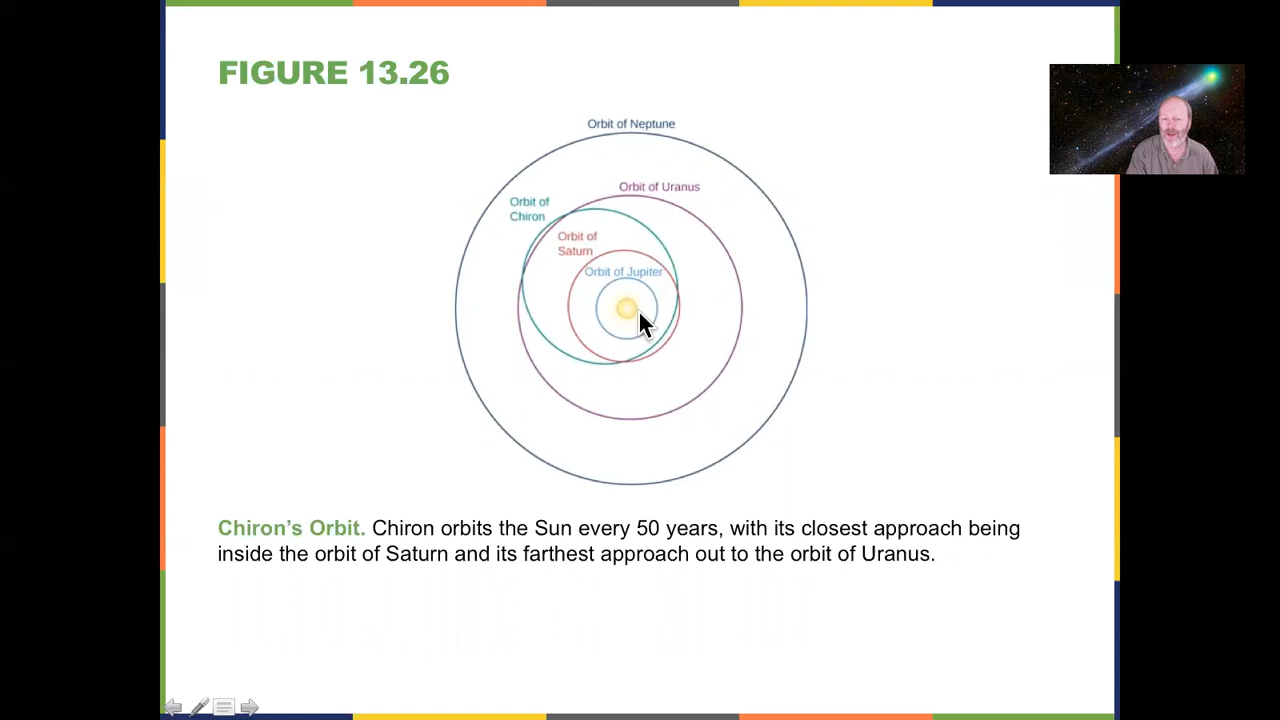 FIGURE 13.26
Orbit of Neptune
Orbit of Uranus
Orbit of
Chiron
Orbit of
Saturn
Orbit of Jupiter
Chiron’s Orbit. Chiron orbits the Sun every 50 years, with its closest approach being
inside the orbit of Saturn and its farthest approach out to the orbit of Uranus.